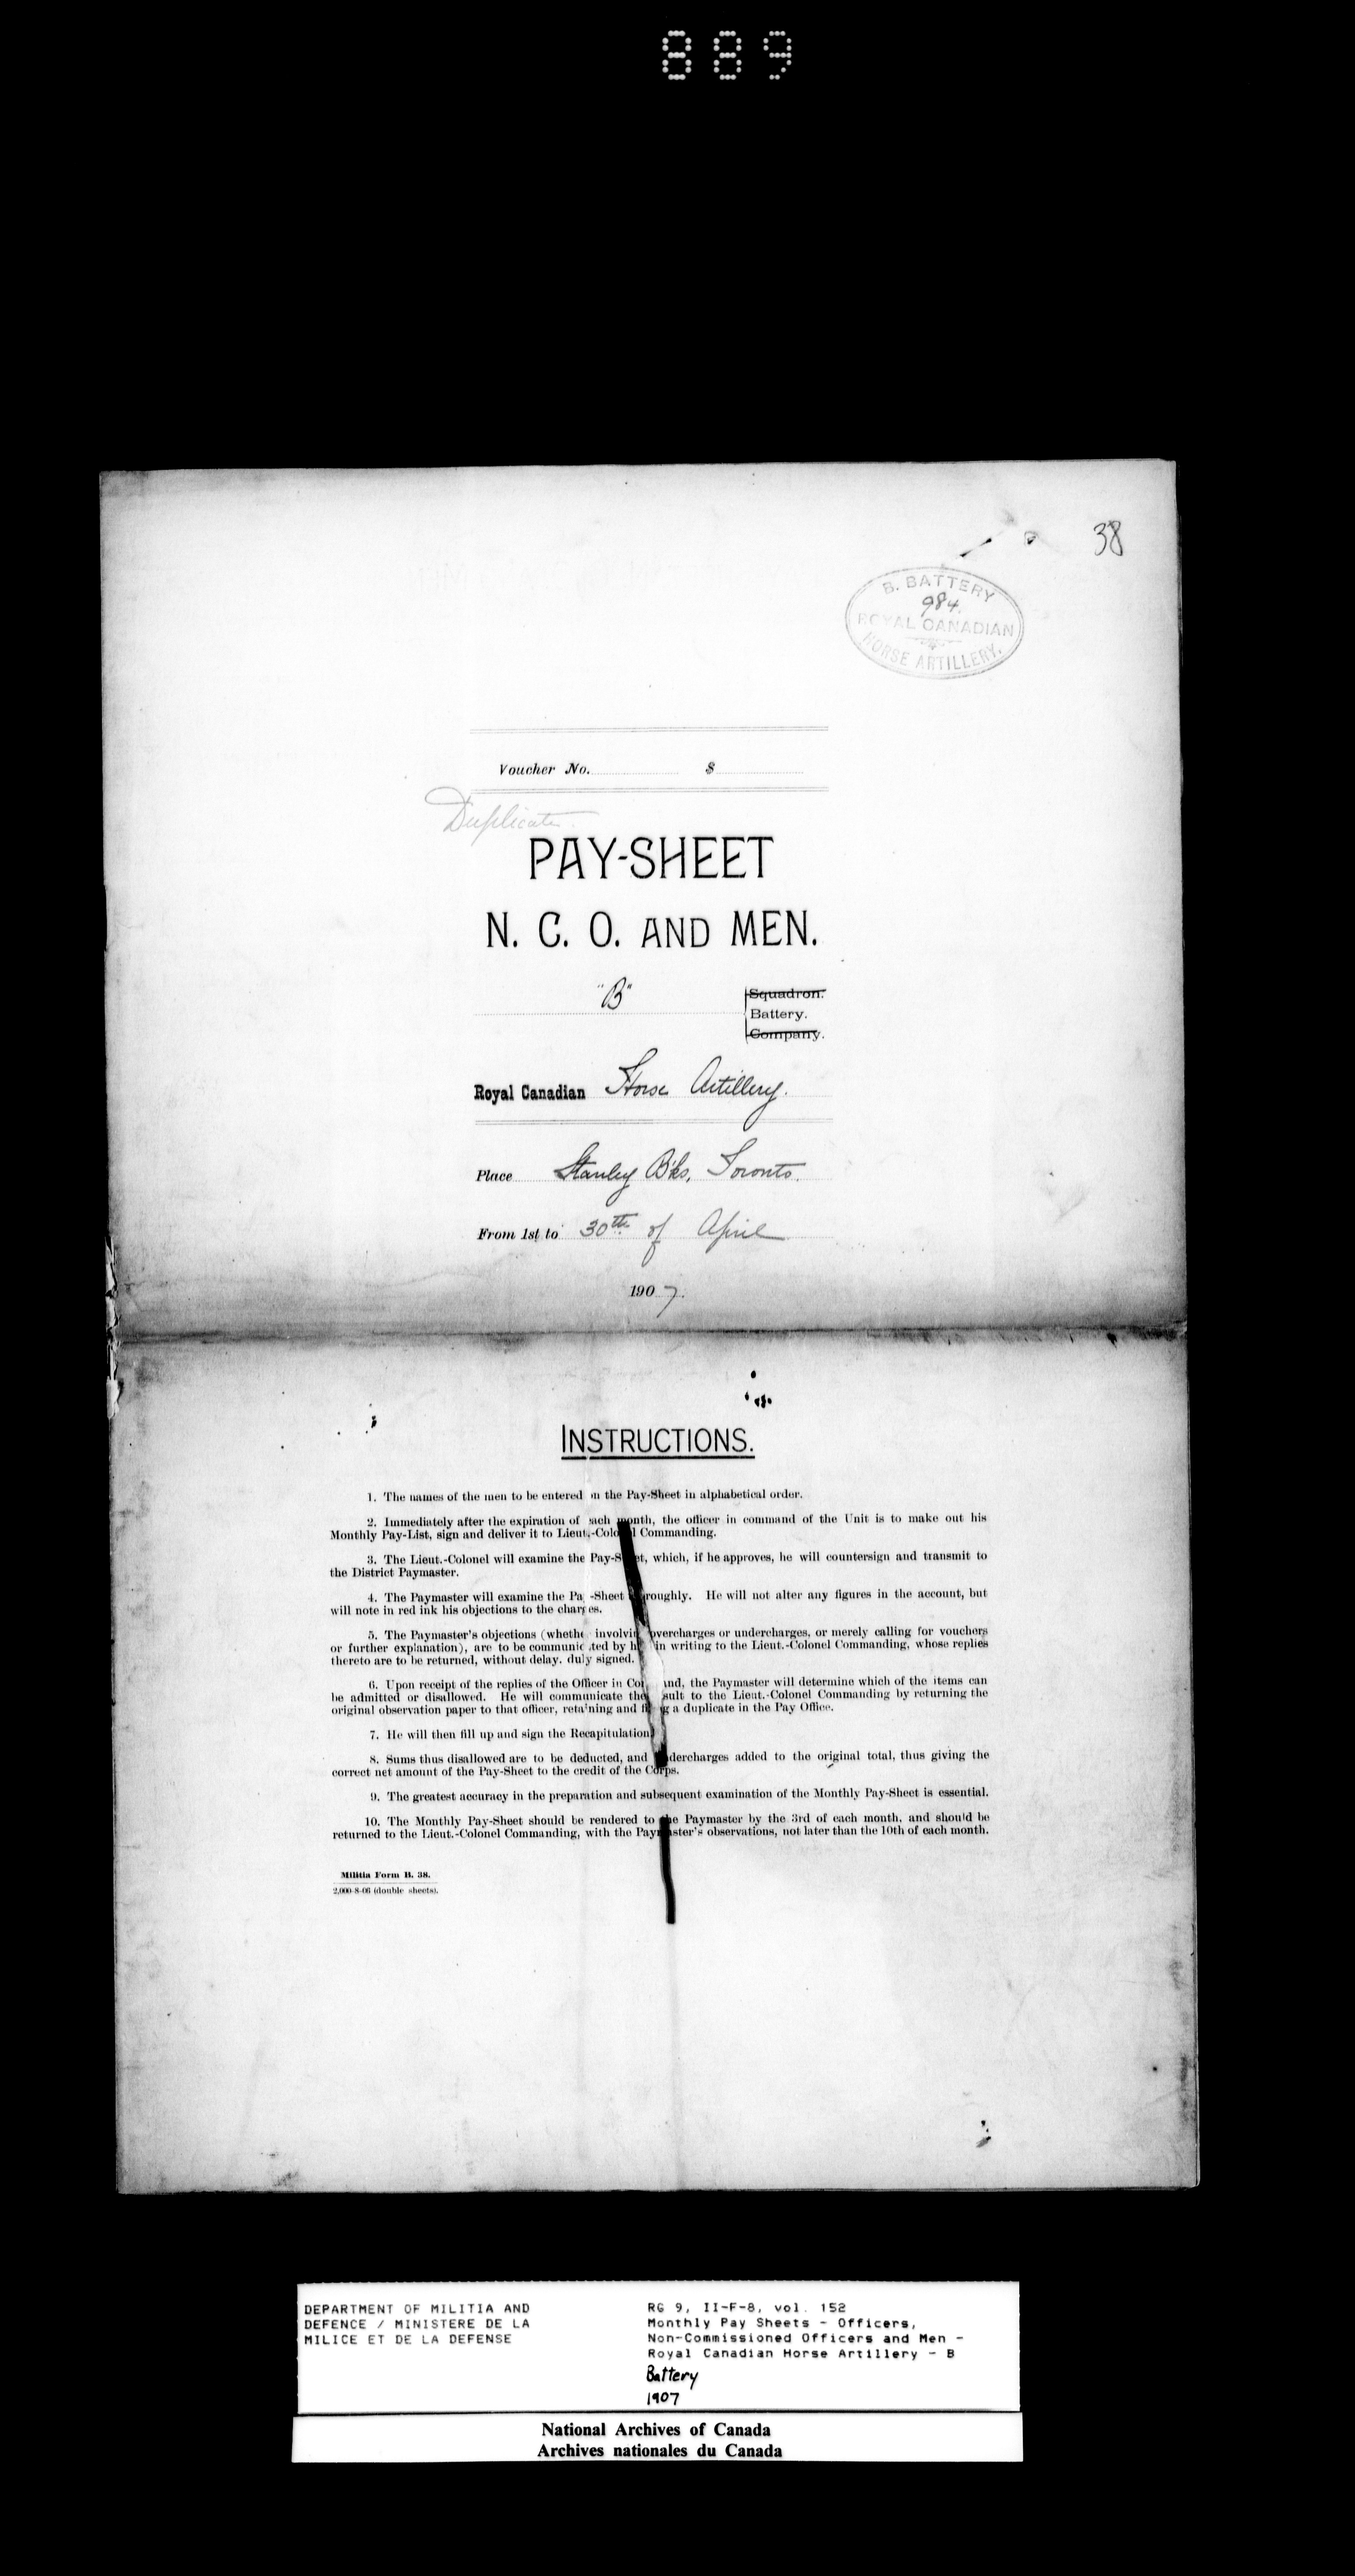 889
38
B. BATTERY
984.
ROYAL CANADIAN
HORSE ARTILLERY.
Voucher No. $
Duplicate.
PAY-SHEET
N. C. O. AND MEN.
Squadron.
"B" Battery.
Company.
Royal Canadian Horse Artillery.
Place Stanley Bks, Toronto.
From 1st to 30th of April
1907.
INSTRUCTIONS.
1. The names of the men to be entered in the Pay-Sheet in alphabetical order.
2. Immediately after the expiration of each month, the officer in command of the Unit is to make out his
Monthly Pay-List, sign and deliver it to Lieut.-Colonel Commanding.
3. The Lieut.-Colonel will examine the Pay-Sheet, which, if he approves, he will countersign and transmit to
the District Paymaster.
4. The Paymaster will examine the Pay-Sheet thoroughly. He will not alter any figures in the account, but
will note in red ink his objections to the charges.
5. The Paymaster's objections (whether involving overcharges or undercharges, or merely calling for vouchers
or further explanation), are to be communicated by him in writing to the Lieut.-Colonel Commanding, whose replies
thereto are to be returned, without delay, duly signed.
6. Upon receipt of the replies of the Officer in Command, the Paymaster will determine which of the items can
be admitted or disallowed. He will communicate the result to the Lieut.-Colonel Commanding by returning the
original observation paper to that officer, retaining and filing a duplicate in the Pay Office.
7. He will then fill up and sign the Recapitulation.
8. Sums thus disallowed are to be deducted, and undercharges added to the original total, thus giving the
correct net amount of the Pay-Sheet to the credit of the Corps.
9. The greatest accuracy in the preparation and subsequent examination of the Monthly Pay-Sheet is essential.
10. The Monthly Pay-Sheet should be rendered to the Paymaster by the 3rd of each month, and should be
returned to the Lieut.-Colonel Commanding, with the Paymaster's observations, not later than the 10th of each month.
Militia Form B. 38.
2,000-8-06 (double sheets).
DEPARTMENT OF MILITIA AND
DEFENCE / MINISTERE DE LA
MILICE ET DE LA DEFENSE
RG 9, II-F-8, vol. 152
Monthly Pay Sheets - Officers,
Non-Commissioned Officers and Men -
Royal Canadian Horse Artillery - B
Battery
1907
National Archives of Canada
Archives nationales du Canada